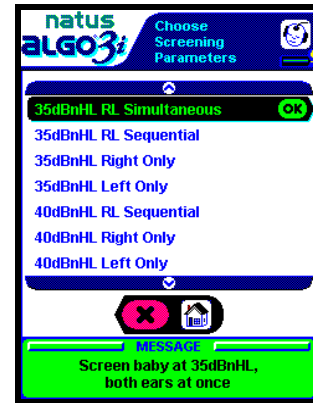 natus
ALGO3i
Choose
Screening
Parameters
35dBnHL RL Simultaneous OK
35dBnHL RL Sequential
35dBnHL Right Only
35dBnHL Left Only
40dBnHL RL Sequential
40dBnHL Right Only
40dBnHL Left Only
MESSAGE
Screen baby at 35dBnHL,
both ears at once